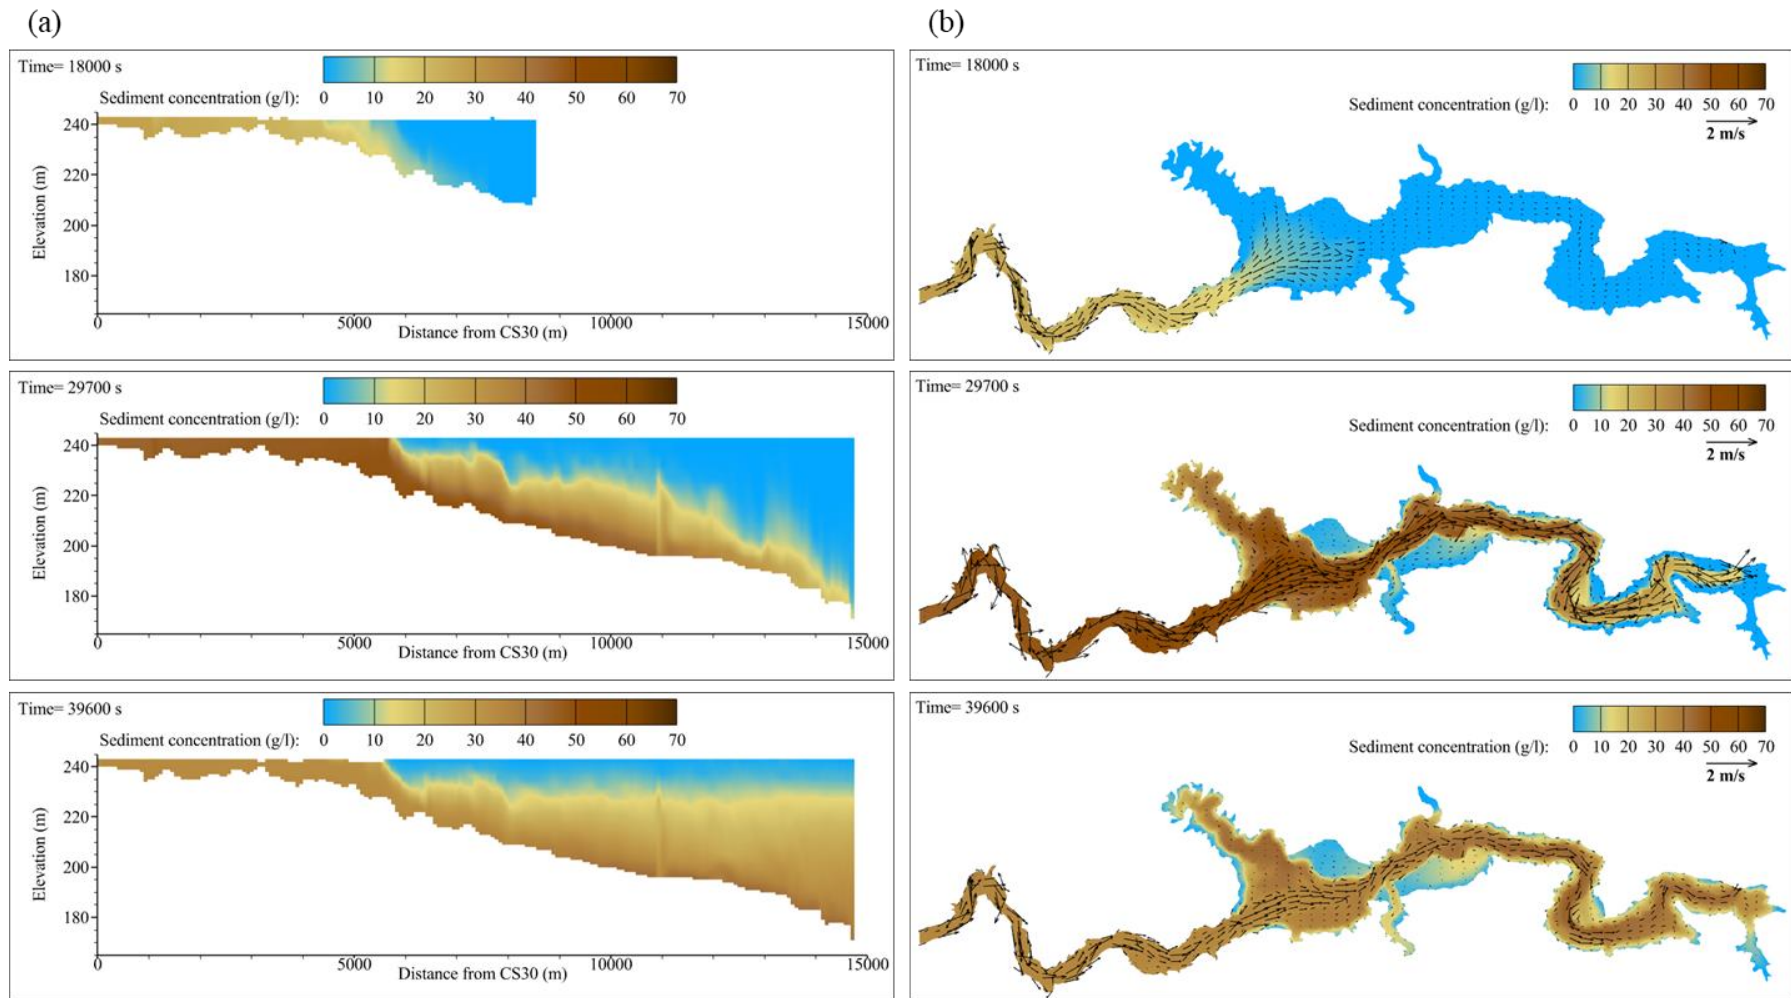 (a)
(b)
Time= 18000 s
Sediment concentration (g/l): 0 10 20 30 40 50 60 70
240
220
200
180
Elevation (m)
0 5000 10000 15000
Distance from CS30 (m)
Time= 18000 s
Sediment concentration (g/l): 0 10 20 30 40 50 60 70
2 m/s
Time= 29700 s
Sediment concentration (g/l): 0 10 20 30 40 50 60 70
240
220
200
180
Elevation (m)
0 5000 10000 15000
Distance from CS30 (m)
Time= 29700 s
Sediment concentration (g/l): 0 10 20 30 40 50 60 70
2 m/s
Time= 39600 s
Sediment concentration (g/l): 0 10 20 30 40 50 60 70
240
220
200
180
Elevation (m)
0 5000 10000 15000
Distance from CS30 (m)
Time= 39600 s
Sediment concentration (g/l): 0 10 20 30 40 50 60 70
2 m/s